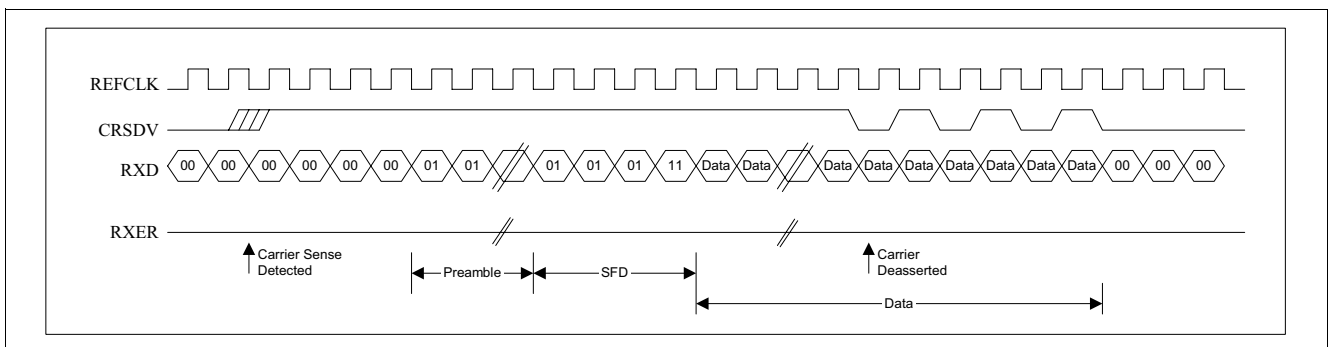 REFCLK
CRSDV
RXD 00 00 00 00 00 00 01 01 01 01 01 11 Data Data Data Data Data Data Data Data Data 00 00 00
RXER
Carrier Sense
Detected
Carrier
Deasserted
Preamble
SFD
Data